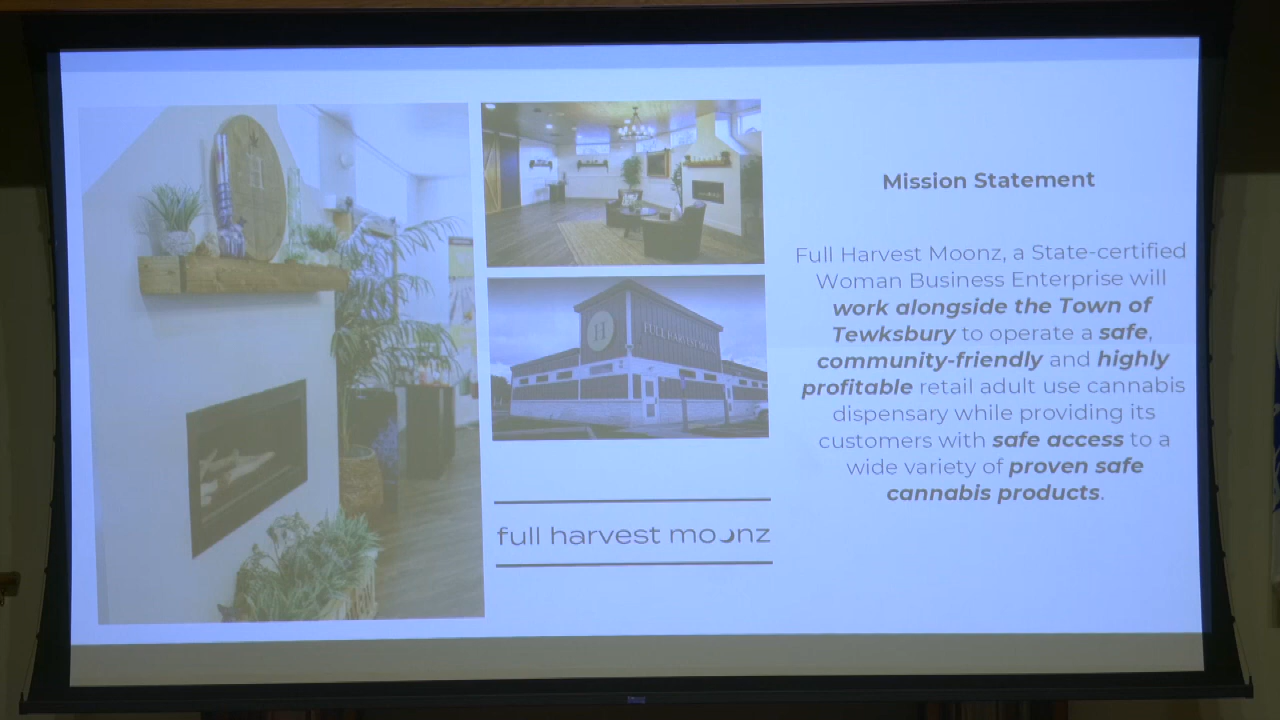 Mission Statement
Full Harvest Moonz, a State-certified
Woman Business Enterprise will
work alongside the Town of
Tewksbury to operate a safe,
community-friendly and highly
profitable retail adult use cannabis
dispensary while providing its
customers with safe access to a
wide variety of proven safe
cannabis products.
H
FULL HARVEST
full harvest moonz